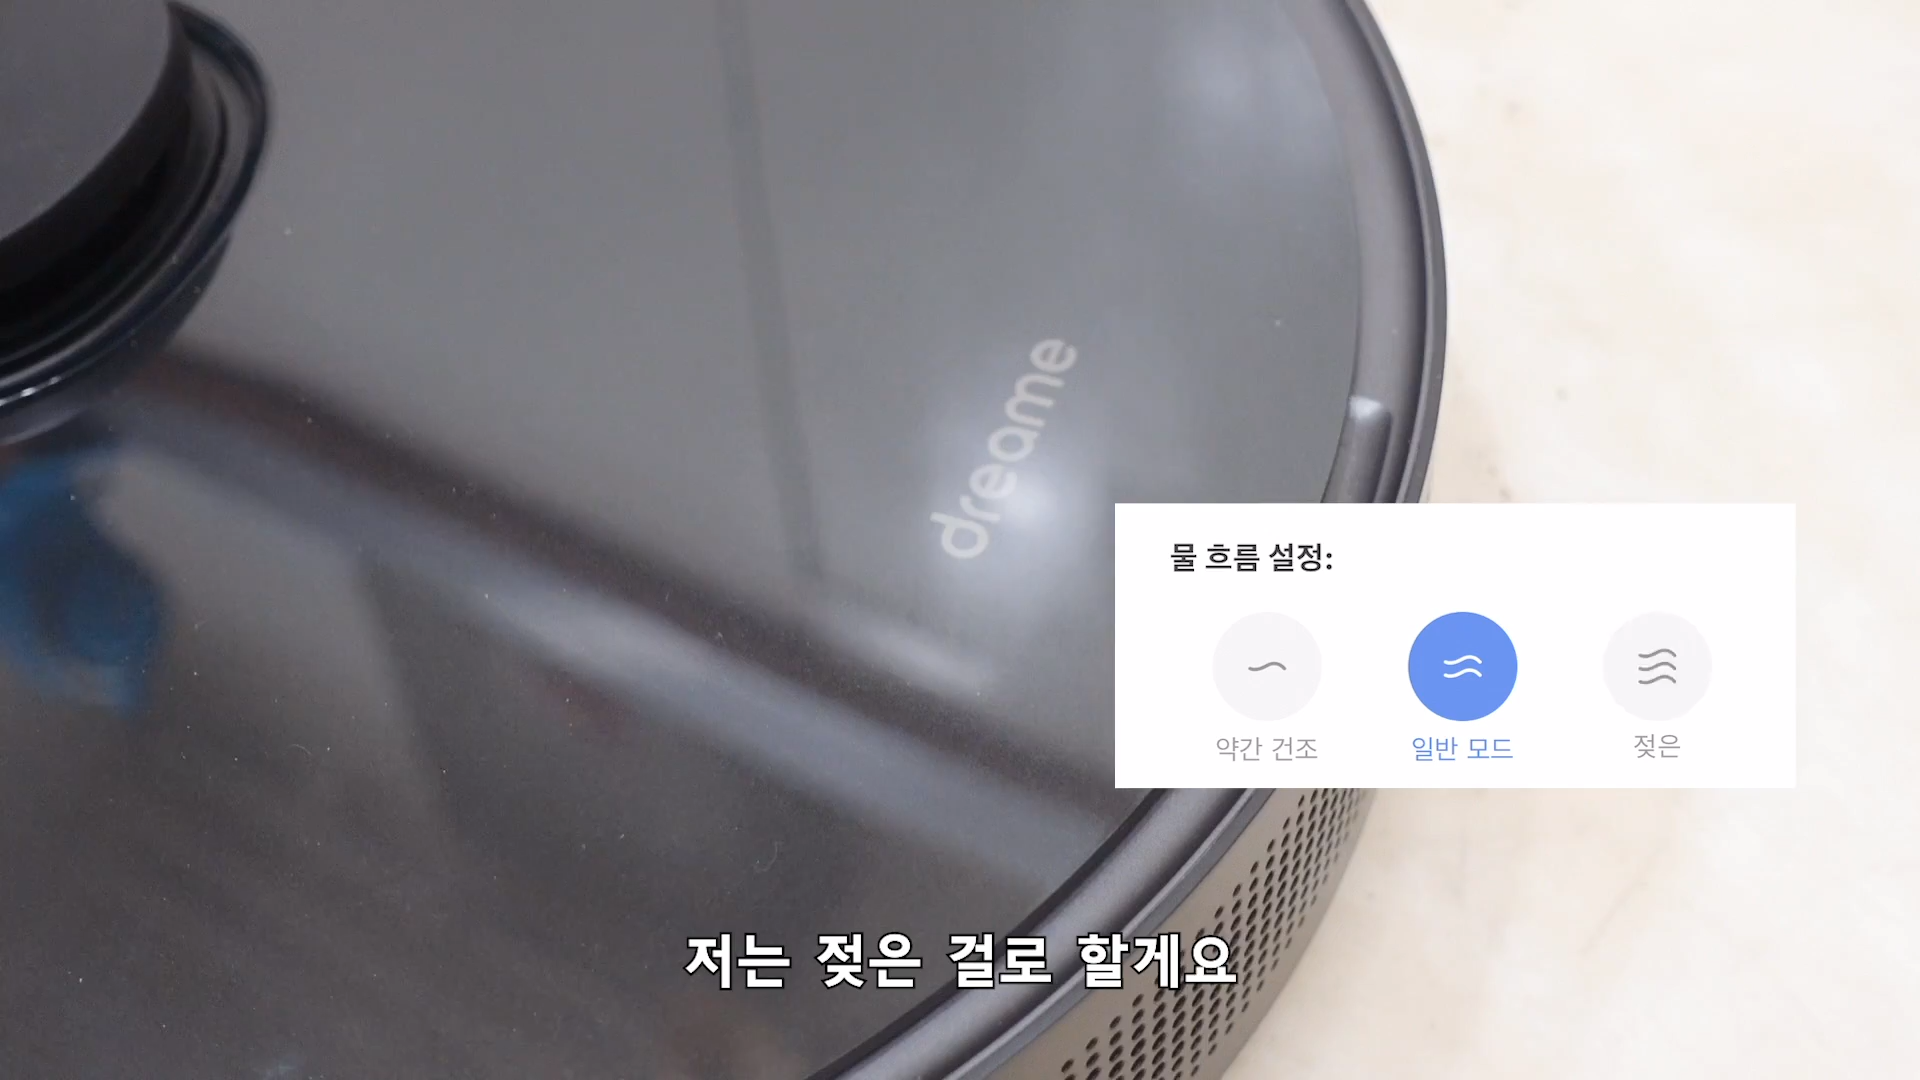 dreame
물 흐름 설정:
약간 건조
일반 모드
젖은
저는 젖은 걸로 할게요